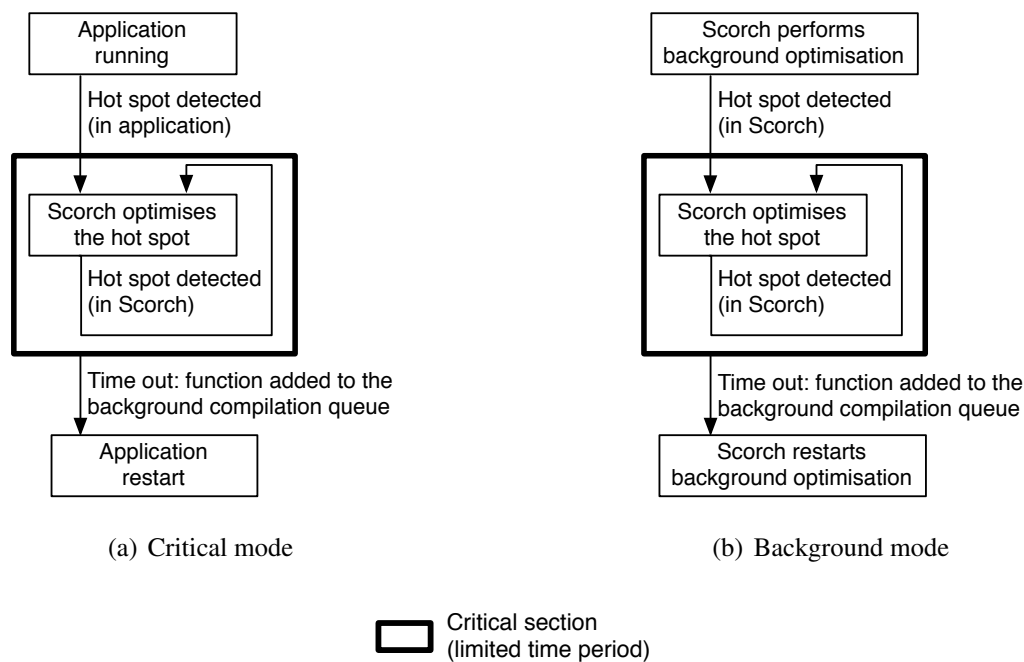 Application
running
Hot spot detected
(in application)
Scorch optimises
the hot spot
Hot spot detected
(in Scorch)
Time out: function added to the
background compilation queue
Application
restart
(a) Critical mode
Scorch performs
background optimisation
Hot spot detected
(in Scorch)
Scorch optimises
the hot spot
Hot spot detected
(in Scorch)
Time out: function added to the
background compilation queue
Scorch restarts
background optimisation
(b) Background mode
Critical section
(limited time period)